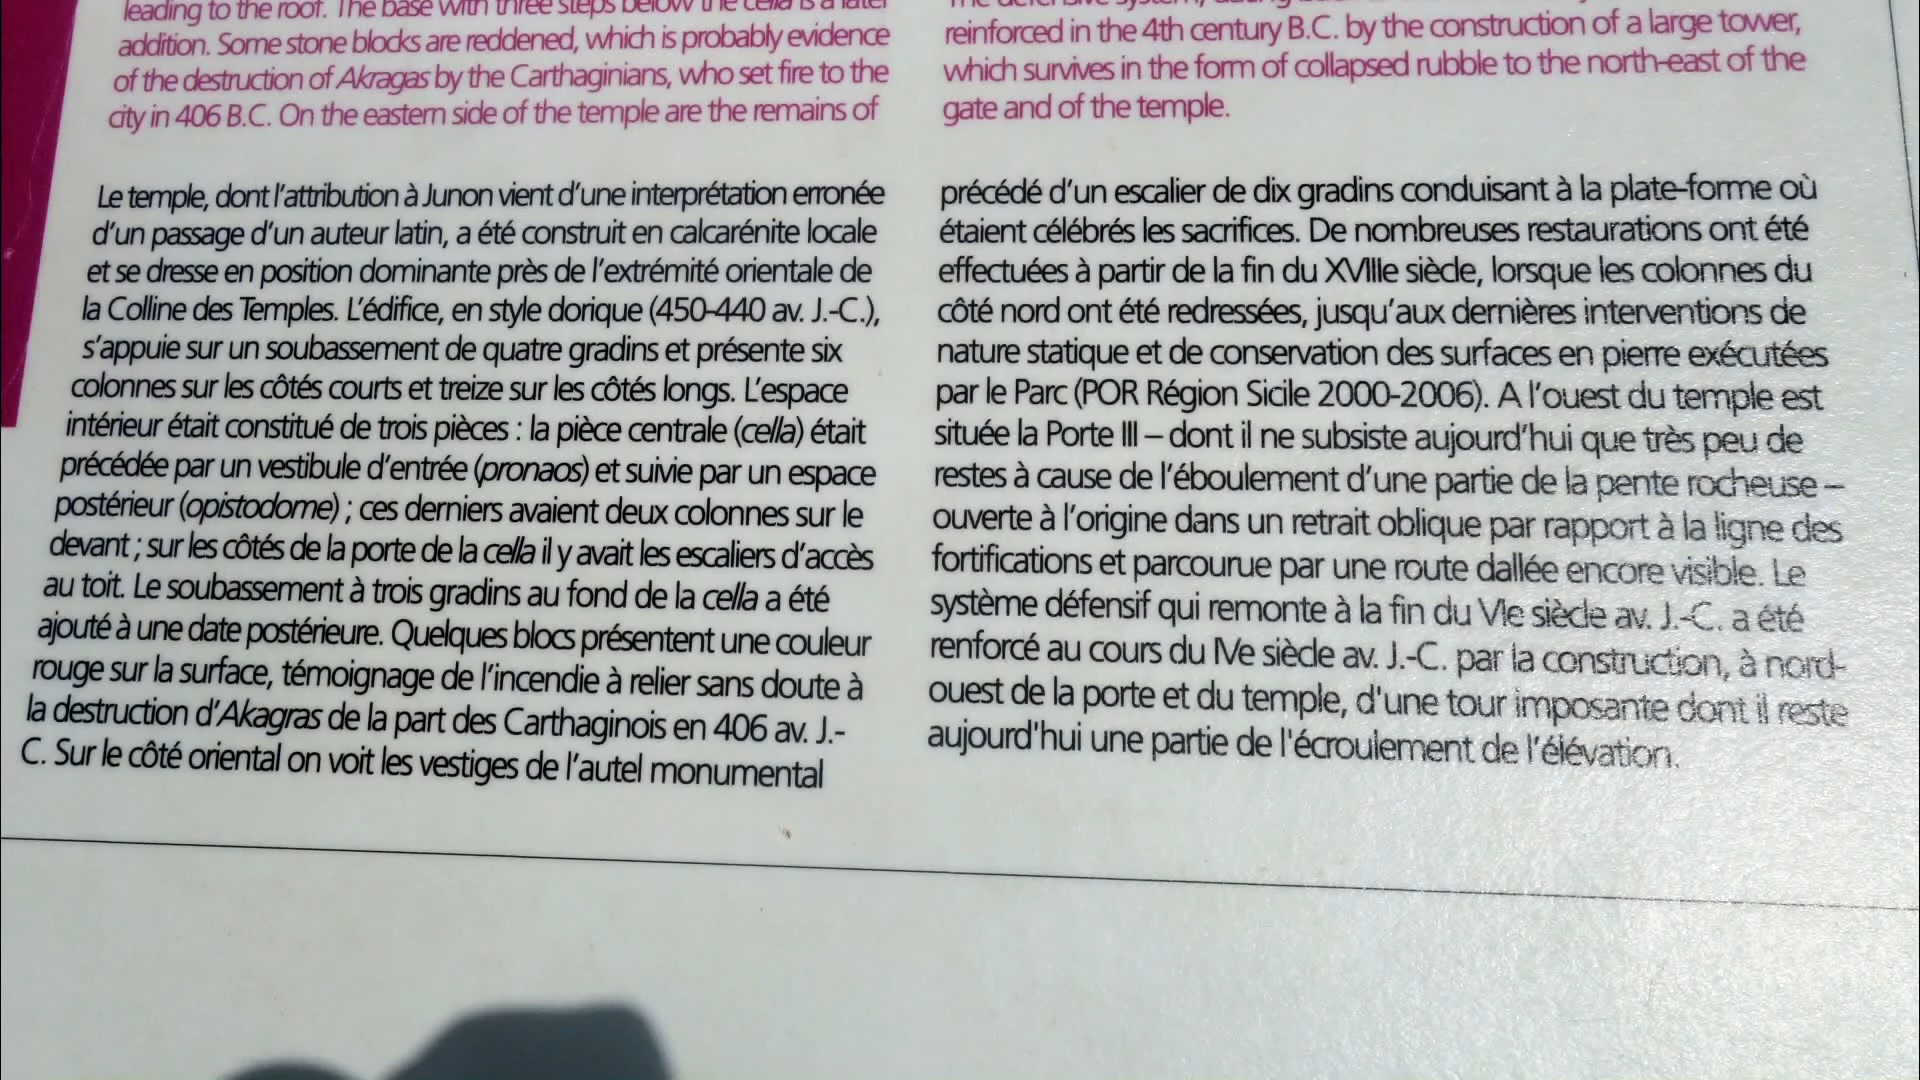 leading to the roof. The base with three steps below the cella is a later
addition. Some stone blocks are reddened, which is probably evidence
of the destruction of Akragas by the Carthaginians, who set fire to the
city in 406 B.C. On the eastern side of the temple are the remains of
The defensive system,
reinforced in the 4th century B.C. by the construction of a large tower,
which survives in the form of collapsed rubble to the north-east of the
gate and of the temple.
Le temple, dont l'attribution à Junon vient d'une interprétation erronée
d'un passage d'un auteur latin, a été construit en calcarénite locale
et se dresse en position dominante près de l'extrémité orientale de
la Colline des Temples. L'édifice, en style dorique (450-440 av. J.-C.),
s'appuie sur un soubassement de quatre gradins et présente six
colonnes sur les côtés courts et treize sur les côtés longs. L'espace
intérieur était constitué de trois pièces : la pièce centrale (cella) était
précédée par un vestibule d'entrée (pronaos) et suivie par un espace
postérieur (opistodome) ; ces derniers avaient deux colonnes sur le
devant ; sur les côtés de la porte de la cella il y avait les escaliers d'accès
au toit. Le soubassement à trois gradins au fond de la cella a été
ajouté à une date postérieure. Quelques blocs présentent une couleur
rouge sur la surface, témoignage de l'incendie à relier sans doute à
la destruction d'Akagras de la part des Carthaginois en 406 av. J.-
C. Sur le côté oriental on voit les vestiges de l'autel monumental
précédé d'un escalier de dix gradins conduisant à la plate-forme où
étaient célébrés les sacrifices. De nombreuses restaurations ont été
effectuées à partir de la fin du XVIIIe siècle, lorsque les colonnes du
côté nord ont été redressées, jusqu'aux dernières interventions de
nature statique et de conservation des surfaces en pierre exécutées
par le Parc (POR Région Sicile 2000-2006). A l'ouest du temple est
située la Porte III – dont il ne subsiste aujourd'hui que très peu de
restes à cause de l'éboulement d'une partie de la pente rocheuse –
ouverte à l'origine dans un retrait oblique par rapport à la ligne des
fortifications et parcourue par une route dallée encore visible. Le
système défensif qui remonte à la fin du VIe siècle av. J.-C. a été
renforcé au cours du IVe siècle av. J.-C. par la construction, à nord-
ouest de la porte et du temple, d'une tour imposante dont il reste
aujourd'hui une partie de l'écroulement de l'élévation.